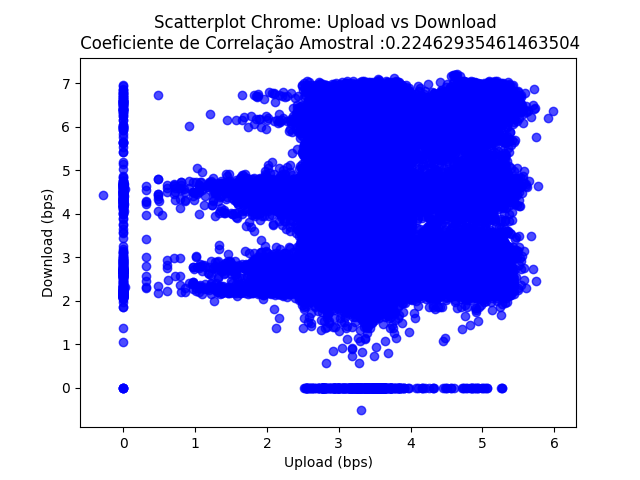 Scatterplot Chrome: Upload vs Download
Coeficiente de Correlação Amostral :0.22462935461463504
7
6
5
4
3
2
1
0
Download (bps)
0 1 2 3 4 5 6
Upload (bps)